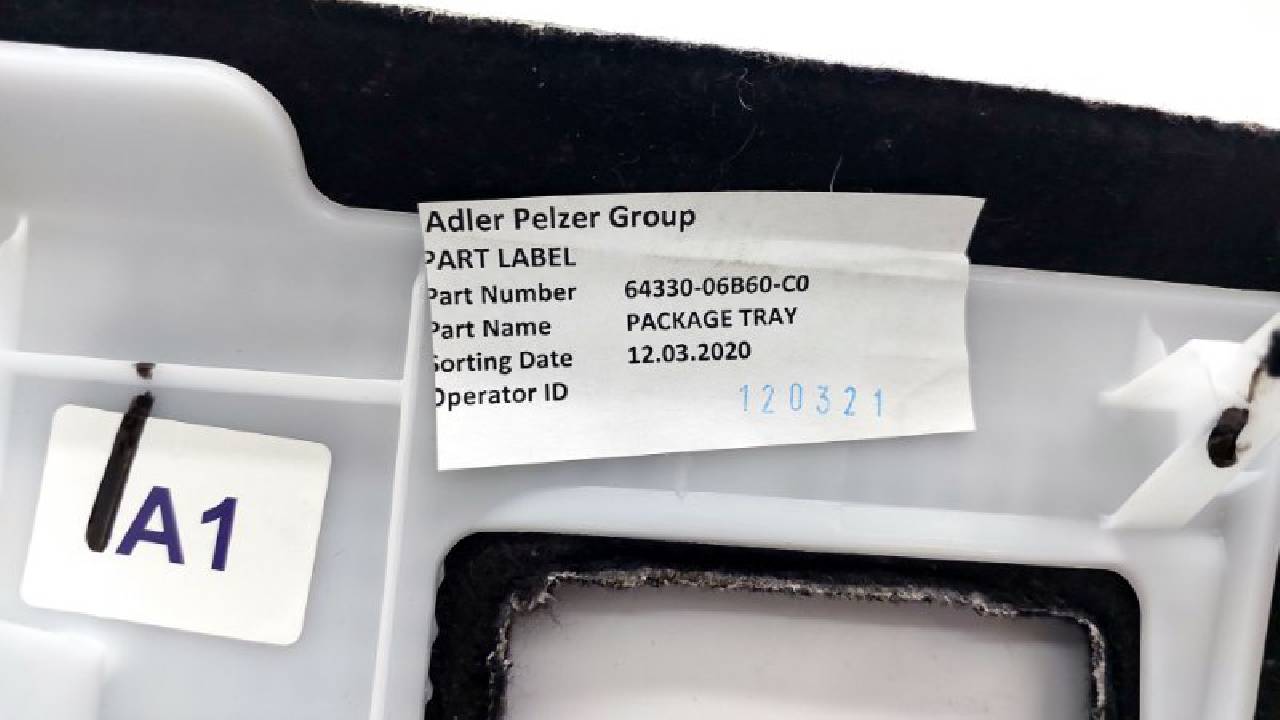 Adler Pelzer Group
PART LABEL
Part Number 64330-06B60-C0
Part Name PACKAGE TRAY
Sorting Date 12.03.2020
Operator ID 120321
A1